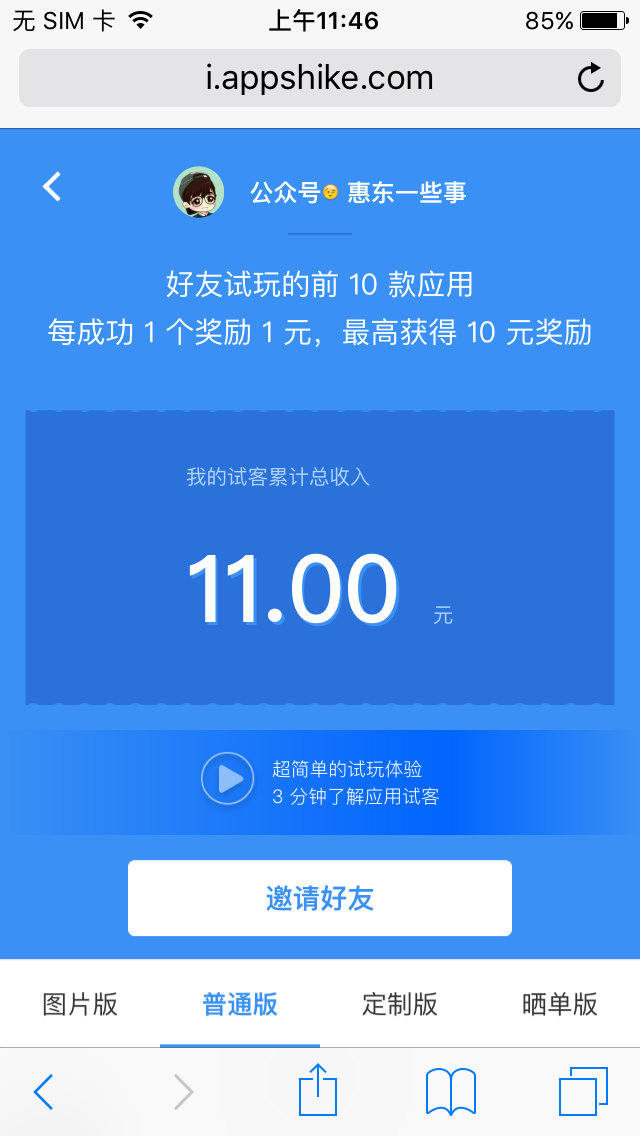 无 SIM 卡 上午11:46 85%
i.appshike.com
公众号😉 惠东一些事
好友试玩的前 10 款应用
每成功 1 个奖励 1 元，最高获得 10 元奖励
我的试客累计总收入
11.00 元
超简单的试玩体验
3 分钟了解应用试客
邀请好友
图片版 普通版 定制版 晒单版